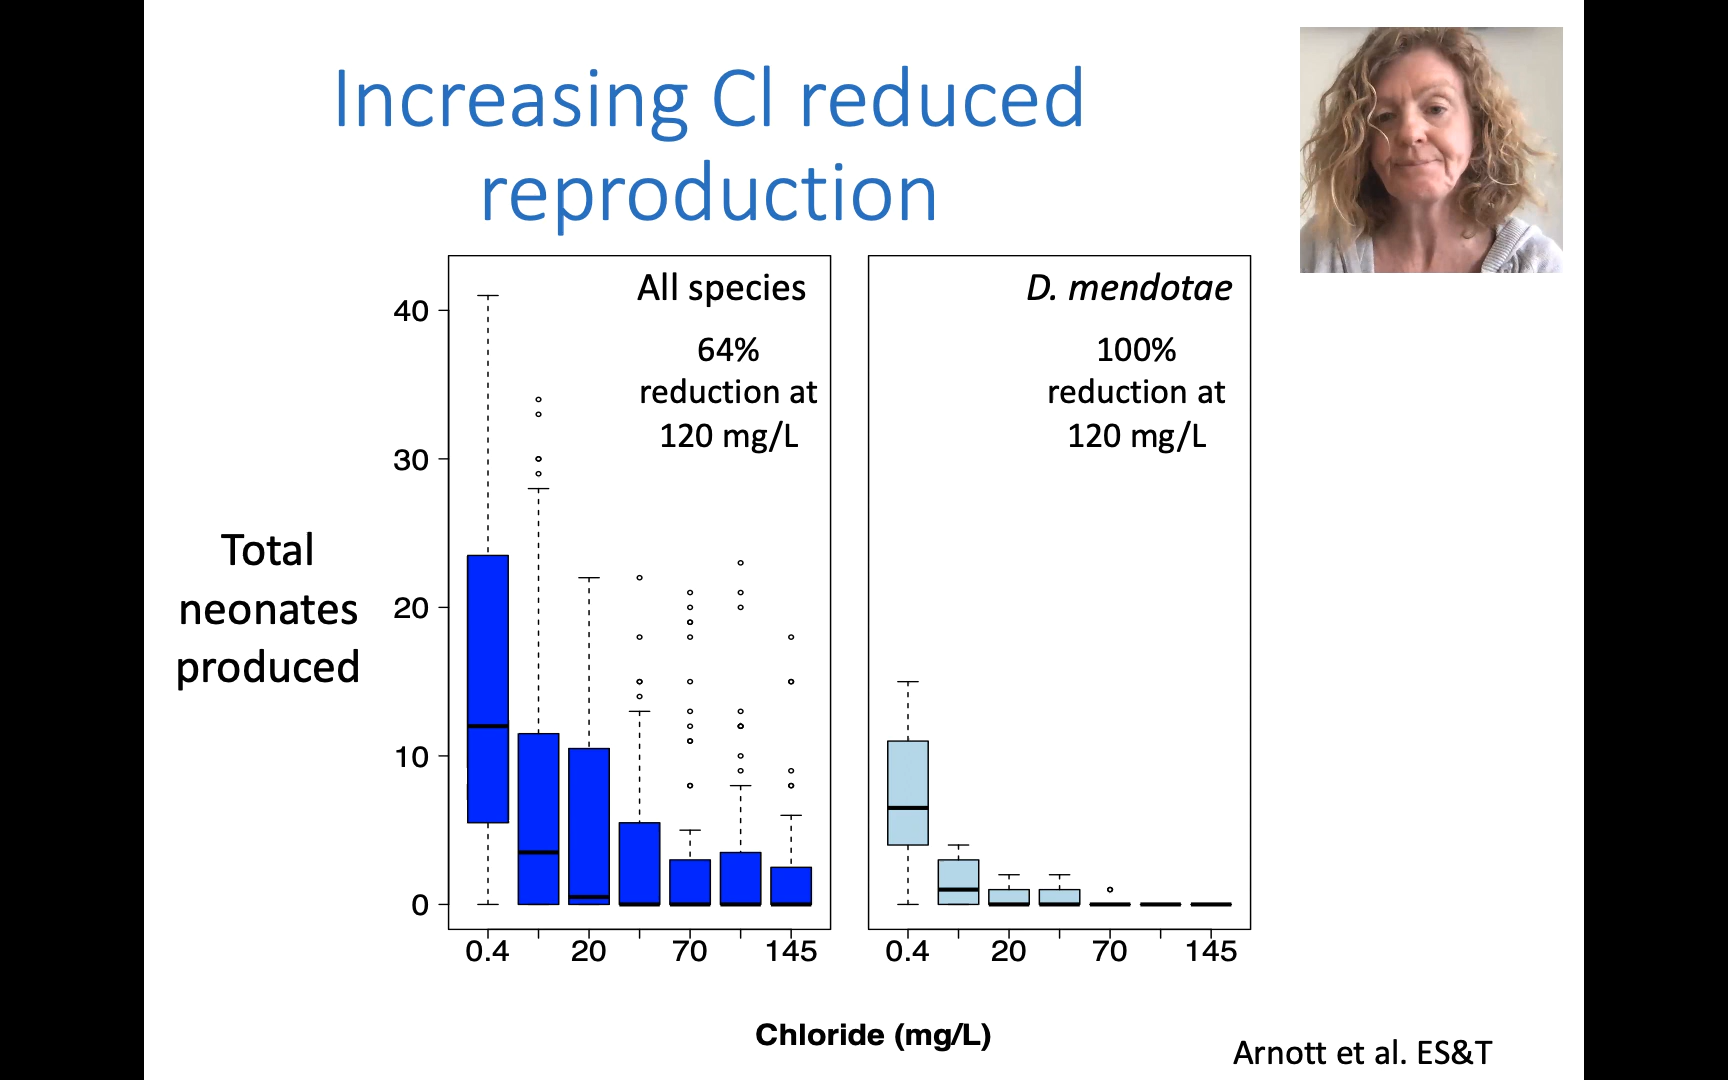 Increasing Cl reduced
reproduction
All species
64%
reduction at
120 mg/L
D. mendotae
100%
reduction at
120 mg/L
Total
neonates
produced
40
30
20
10
0
0.4 20 70 145
0.4 20 70 145
Chloride (mg/L)
Arnott et al. ES&T